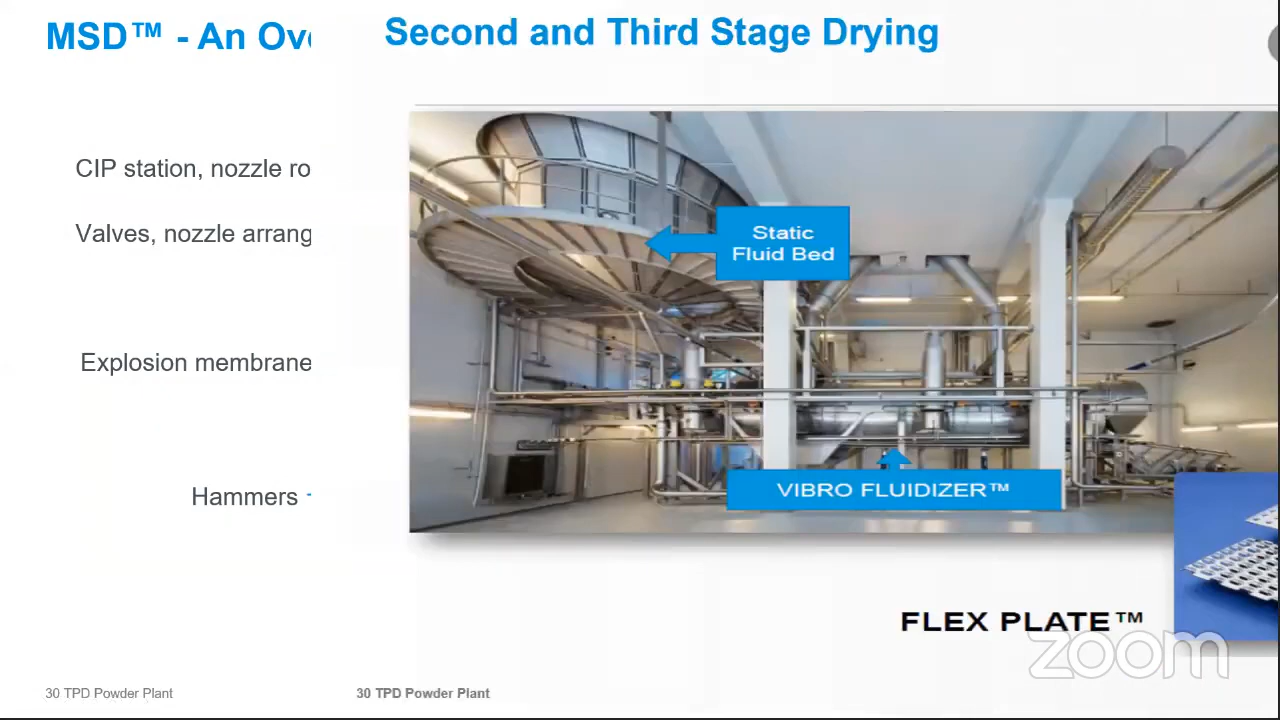 MSD™ - An Ov
Second and Third Stage Drying
CIP station, nozzle ro
Valves, nozzle arrang
Explosion membrane
Hammers -
Static
Fluid Bed
VIBRO FLUIDIZER™
FLEX PLATE™
zoom
30 TPD Powder Plant
30 TPD Powder Plant